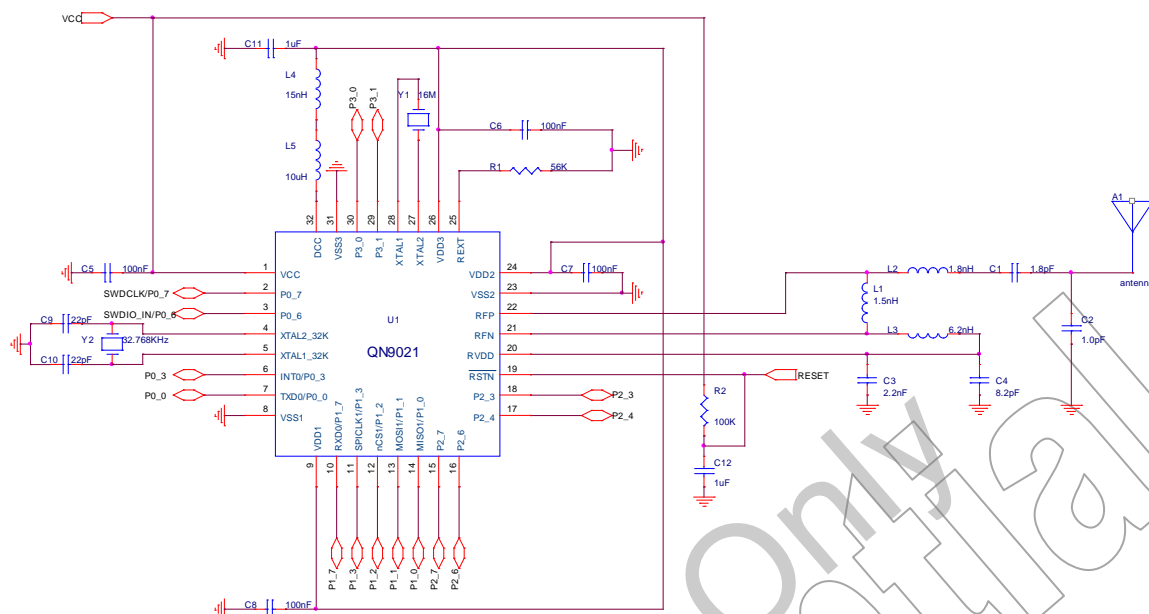 VCC
C11 1uF
L4
15nH
P3_0
P3_1
Y1 16M
C6 100nF
L5
10uH
R1 56K
32 31 30 29 28 27 26 25
DCC VSS3 P3_0 P3_1 XTAL1 XTAL2 VDD3 REXT
A1
antenn
C5 100nF
1 VCC
VDD2 24
C7 100nF
L2 1.8nH
C1 1.8pF
SWDCLK/P0_7
2 P0_7
VSS2 23
L1
1.5nH
SWDIO_IN/P0_6
3 P0_6
RFP 22
C9 22pF
U1
C2
1.0pF
4 XTAL2_32K
RFN 21
L3 6.2nH
Y2 32.768KHz
QN9021
5 XTAL1_32K
RVDD 20
C10 22pF
P0_3
6 INT0/P0_3
RSTN 19
RESET
C3
2.2nF
C4
8.2pF
P0_0
7 TXD0/P0_0
P2_3 18
P2_3
R2
100K
8 VSS1
P2_4 17
P2_4
VDD1 RXD0/P1_7 SPICLK1/P1_3 nCS1/P1_2 MOSI1/P1_1 MISO1/P1_0 P2_7 P2_6
9 10 11 12 13 14 15 16
C12
1uF
P1_7 P1_3 P1_2 P1_1 P1_0 P2_7 P2_6
C8 100nF
Only